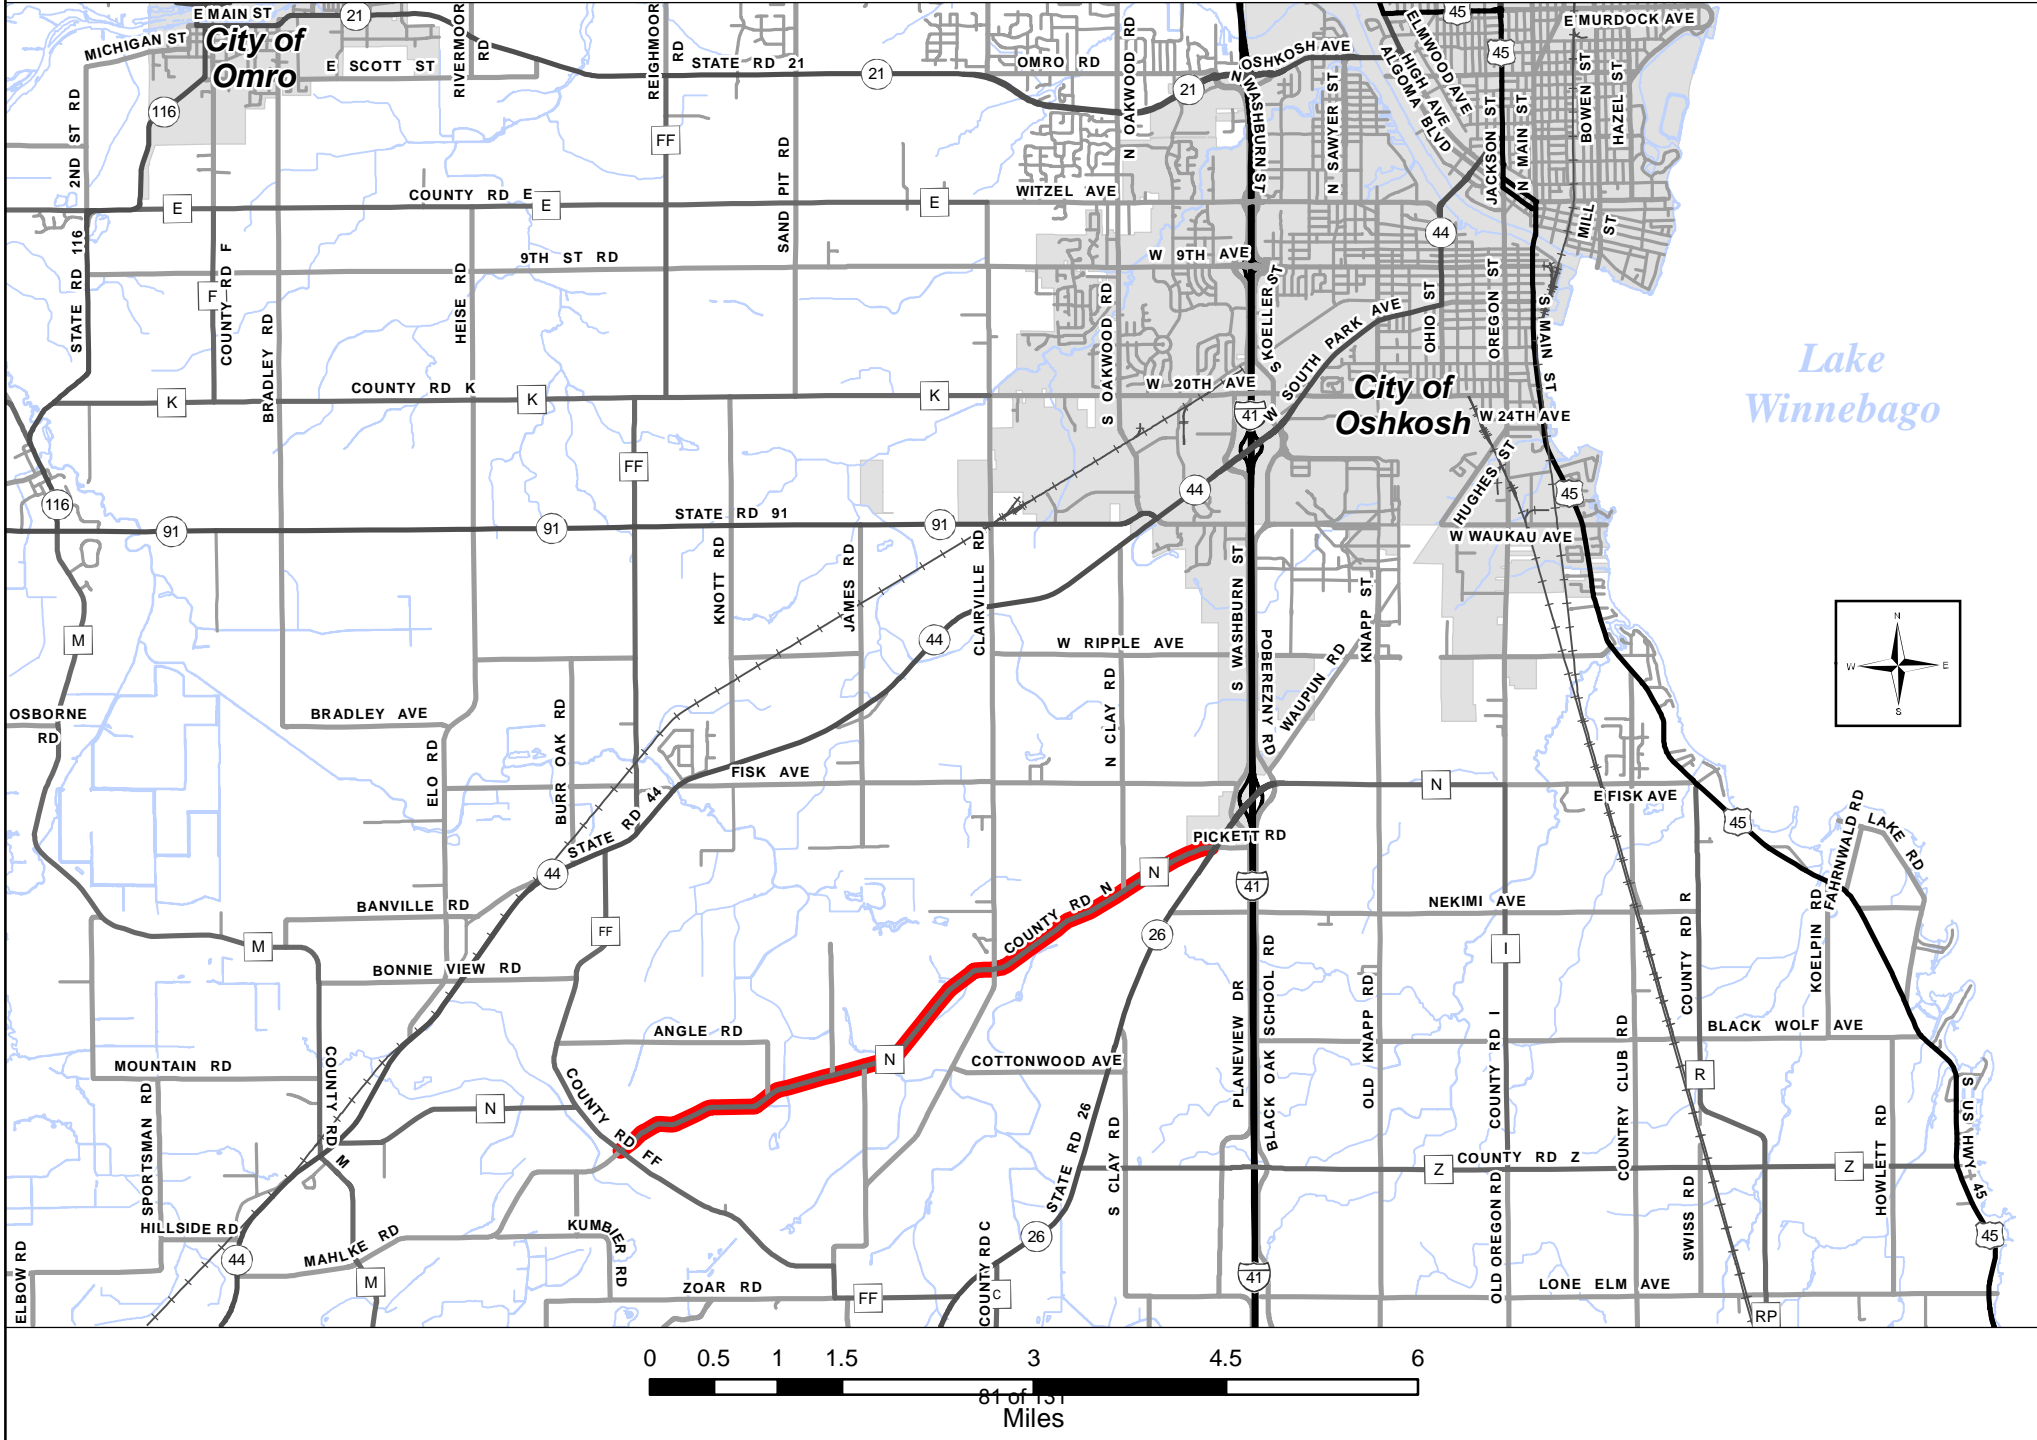 E MAIN ST
21
MICHIGAN ST
City of
Omro
E SCOTT ST
RIVERMOOR
RD
REIGHMOOR
RD
STATE RD 21
21
OMRO RD
N OAKWOOD RD
21
N WASHBURN ST
OSHKOSH AVE
45
ELMWOOD AVE
HIGH AVE
ALGOMA BLVD
45
E MURDOCK AVE
JACKSON ST
N MAIN ST
BOWEN ST
HAZEL ST
N SAWYER ST
116
2ND ST RD
FF
SAND PIT RD
E
COUNTY RD E
E
E
WITZEL AVE
44
MILL
ST
STATE RD 116
F
COUNTY RD F
9TH ST RD
W 9TH AVE
HEISE RD
BRADLEY RD
S OAKWOOD RD
S KOELLER ST
W SOUTH PARK AVE
OHIO ST
OREGON ST
S MAIN ST
Lake
Winnebago
K
COUNTY RD K
K
K
W 20TH AVE
41
City of
Oshkosh
W 24TH AVE
HUGHES ST
FF
116
91
91
STATE RD 91
91
44
45
W WAUKAU AVE
KNOTT RD
JAMES RD
CLAIRVILLE RD
S WASHBURN ST
KNAPP ST
M
44
W RIPPLE AVE
POBEREZNY RD
WAUPUN RD
N CLAY RD
N
W
E
S
OSBORNE
RD
BRADLEY AVE
ELO RD
BURR OAK RD
FISK AVE
N
E FISK AVE
45
STATE RD 44
44
PICKETT RD
FAHRNWALD RD
LAKE RD
N
41
COUNTY RD N
BANVILLE RD
FF
26
NEKIMI AVE
COUNTY RD R
KOELPIN RD
M
BONNIE VIEW RD
I
PLANEVIEW DR
BLACK OAK SCHOOL RD
OLD KNAPP RD
COUNTY RD I
COUNTRY CLUB RD
BLACK WOLF AVE
ANGLE RD
N
COTTONWOOD AVE
MOUNTAIN RD
COUNTY RD M
COUNTY RD FF
N
R
S US HWY 45
SPORTSMAN RD
STATE RD 26
S CLAY RD
Z
COUNTY RD Z
Z
HOWLETT RD
HILLSIDE RD
44
MAHLKE RD
M
KUMBIER RD
26
COUNTY RD C
C
OLD OREGON RD
SWISS RD
45
ELBOW RD
ZOAR RD
FF
41
LONE ELM AVE
RP
0 0.5 1 1.5 3 4.5 6
81 of 131
Miles